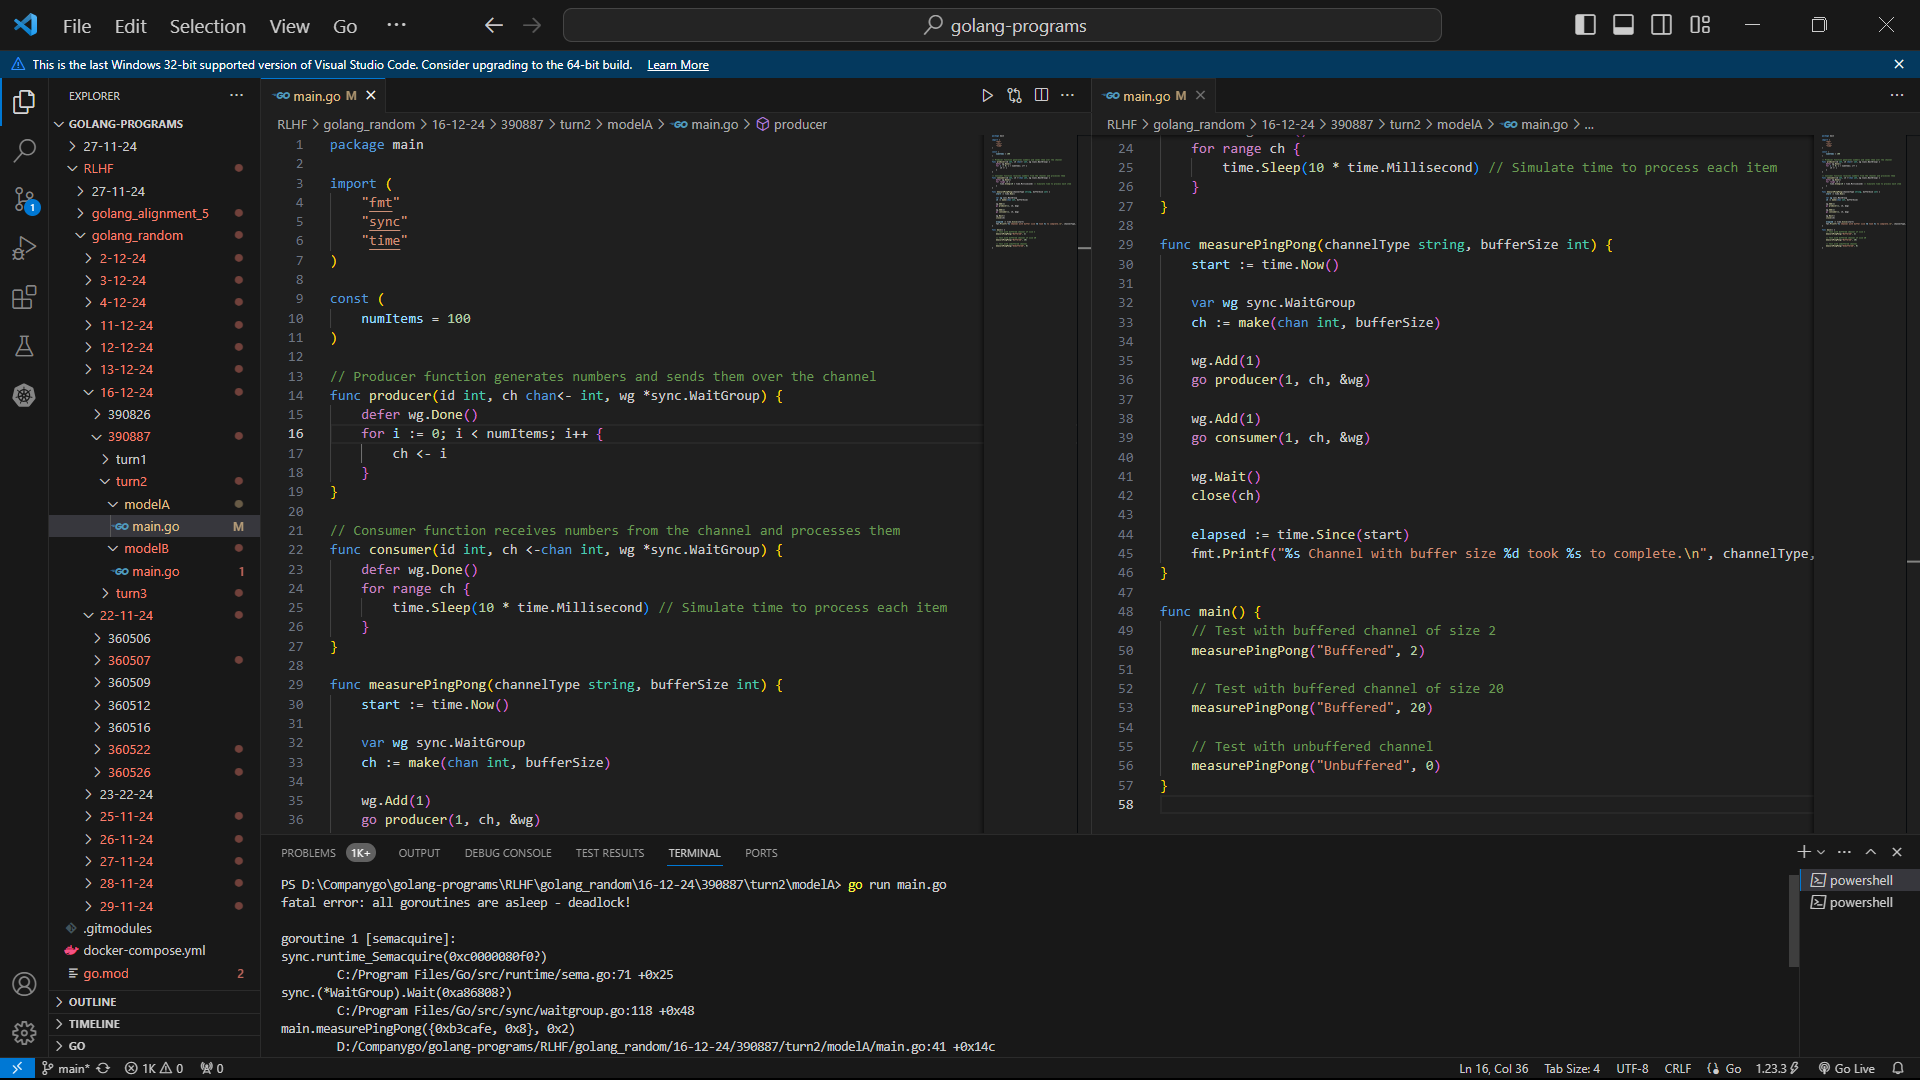 File Edit Selection View Go ··· golang-programs
This is the last Windows 32-bit supported version of Visual Studio Code. Consider upgrading to the 64-bit build. Learn More
EXPLORER
GOLANG-PROGRAMS
27-11-24
RLHF
27-11-24
golang_alignment_5
golang_random
2-12-24
3-12-24
4-12-24
11-12-24
12-12-24
13-12-24
16-12-24
390826
390887
turn1
turn2
modelA
main.go M
modelB
main.go 1
turn3
22-11-24
360506
360507
360509
360512
360516
360522
360526
23-22-24
25-11-24
26-11-24
27-11-24
28-11-24
29-11-24
.gitmodules
docker-compose.yml
go.mod 2
OUTLINE
TIMELINE
GO
1
main.go M
RLHF > golang_random > 16-12-24 > 390887 > turn2 > modelA > main.go > producer
1 package main
2
3 import (
4 "fmt"
5 "sync"
6 "time"
7 )
8
9 const (
10 numItems = 100
11 )
12
13 // Producer function generates numbers and sends them over the channel
14 func producer(id int, ch chan<- int, wg *sync.WaitGroup) {
15 defer wg.Done()
16 for i := 0; i < numItems; i++ {
17 ch <- i
18 }
19 }
20
21 // Consumer function receives numbers from the channel and processes them
22 func consumer(id int, ch <-chan int, wg *sync.WaitGroup) {
23 defer wg.Done()
24 for range ch {
25 time.Sleep(10 * time.Millisecond) // Simulate time to process each item
26 }
27 }
28
29 func measurePingPong(channelType string, bufferSize int) {
30 start := time.Now()
31
32 var wg sync.WaitGroup
33 ch := make(chan int, bufferSize)
34
35 wg.Add(1)
36 go producer(1, ch, &wg)
main.go M
RLHF > golang_random > 16-12-24 > 390887 > turn2 > modelA > main.go > ...
24 for range ch {
25 time.Sleep(10 * time.Millisecond) // Simulate time to process each item
26 }
27 }
28
29 func measurePingPong(channelType string, bufferSize int) {
30 start := time.Now()
31
32 var wg sync.WaitGroup
33 ch := make(chan int, bufferSize)
34
35 wg.Add(1)
36 go producer(1, ch, &wg)
37
38 wg.Add(1)
39 go consumer(1, ch, &wg)
40
41 wg.Wait()
42 close(ch)
43
44 elapsed := time.Since(start)
45 fmt.Printf("%s Channel with buffer size %d took %s to complete.\n", channelType,
46 }
47
48 func main() {
49 // Test with buffered channel of size 2
50 measurePingPong("Buffered", 2)
51
52 // Test with buffered channel of size 20
53 measurePingPong("Buffered", 20)
54
55 // Test with unbuffered channel
56 measurePingPong("Unbuffered", 0)
57 }
58
PROBLEMS 1K+ OUTPUT DEBUG CONSOLE TEST RESULTS TERMINAL PORTS
PS D:\Companygo\golang-programs\RLHF\golang_random\16-12-24\390887\turn2\modelA> go run main.go
fatal error: all goroutines are asleep - deadlock!
goroutine 1 [semacquire]:
sync.runtime_Semacquire(0xc0000080f0?)
C:/Program Files/Go/src/runtime/sema.go:71 +0x25
sync.(*WaitGroup).Wait(0xa86808?)
C:/Program Files/Go/src/sync/waitgroup.go:118 +0x48
main.measurePingPong({0xb3cafe, 0x8}, 0x2)
D:/Companygo/golang-programs/RLHF/golang_random/16-12-24/390887/turn2/modelA/main.go:41 +0x14c
powershell
powershell
main* 1K 0 0 Ln 16, Col 36 Tab Size: 4 UTF-8 CRLF Go 1.23.3 Go Live